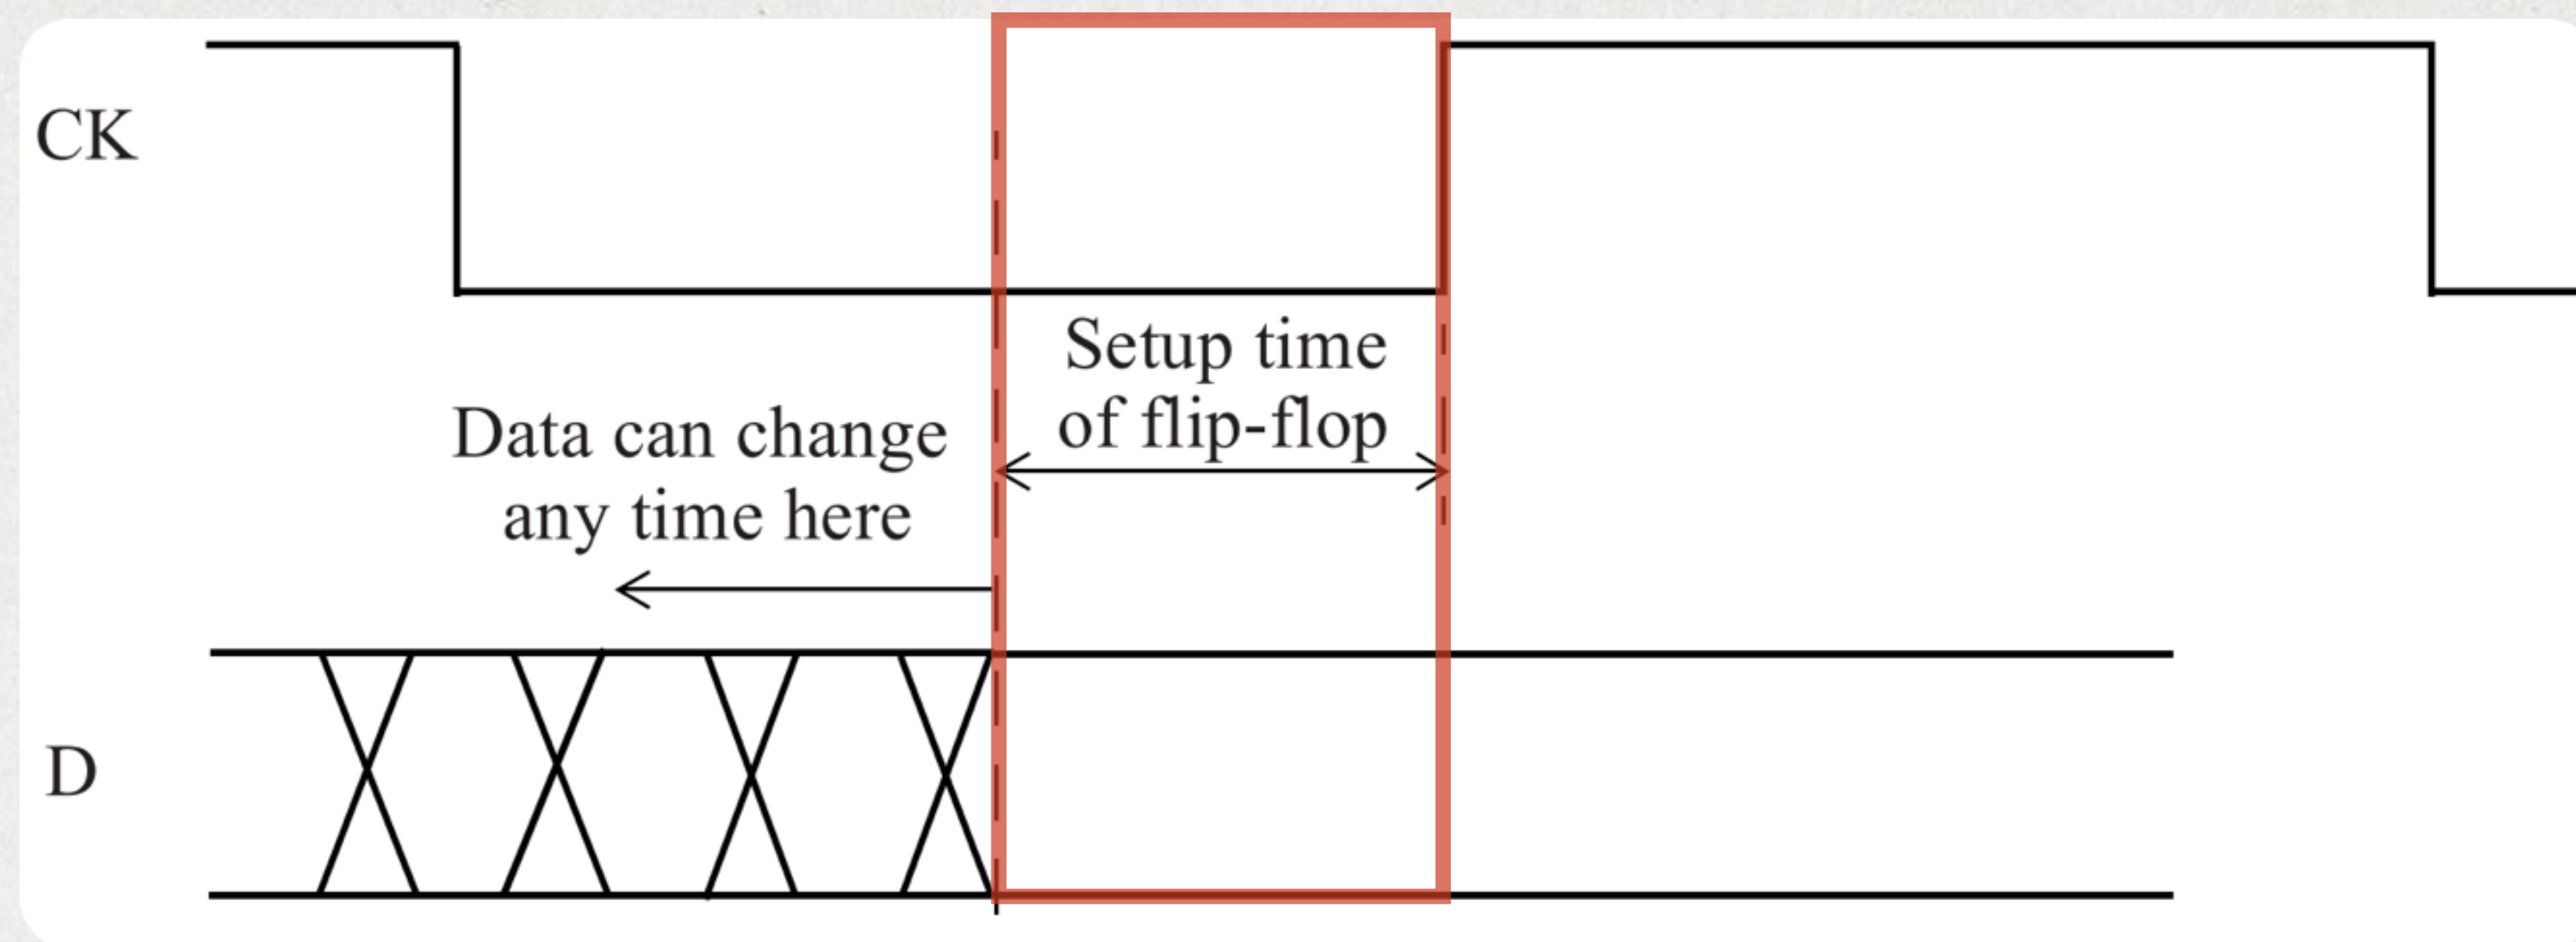 CK
Setup time
of flip-flop
Data can change
any time here
D